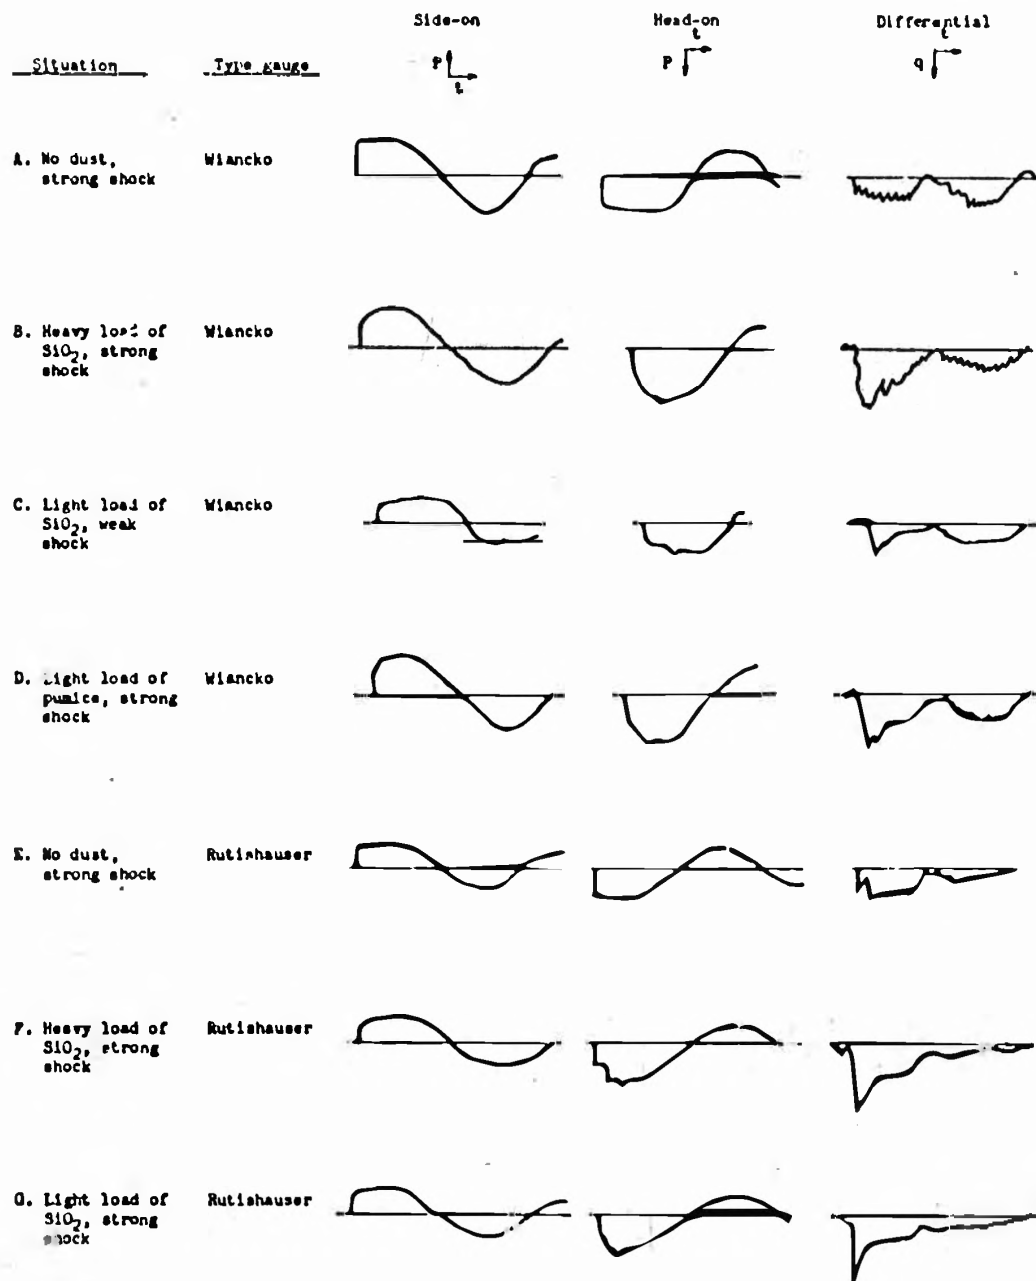 Side-on Head-on Differential
t t
Situation Type gauge P P q
t
A. No dust, Wiancko
strong shock
B. Heavy load of Wiancko
SiO2, strong
shock
C. Light load of Wiancko
SiO2, weak
shock
D. Light load of Wiancko
pumice, strong
shock
E. No dust, Rutishauser
strong shock
F. Heavy load of Rutishauser
SiO2, strong
shock
G. Light load of Rutishauser
SiO2, strong
shock